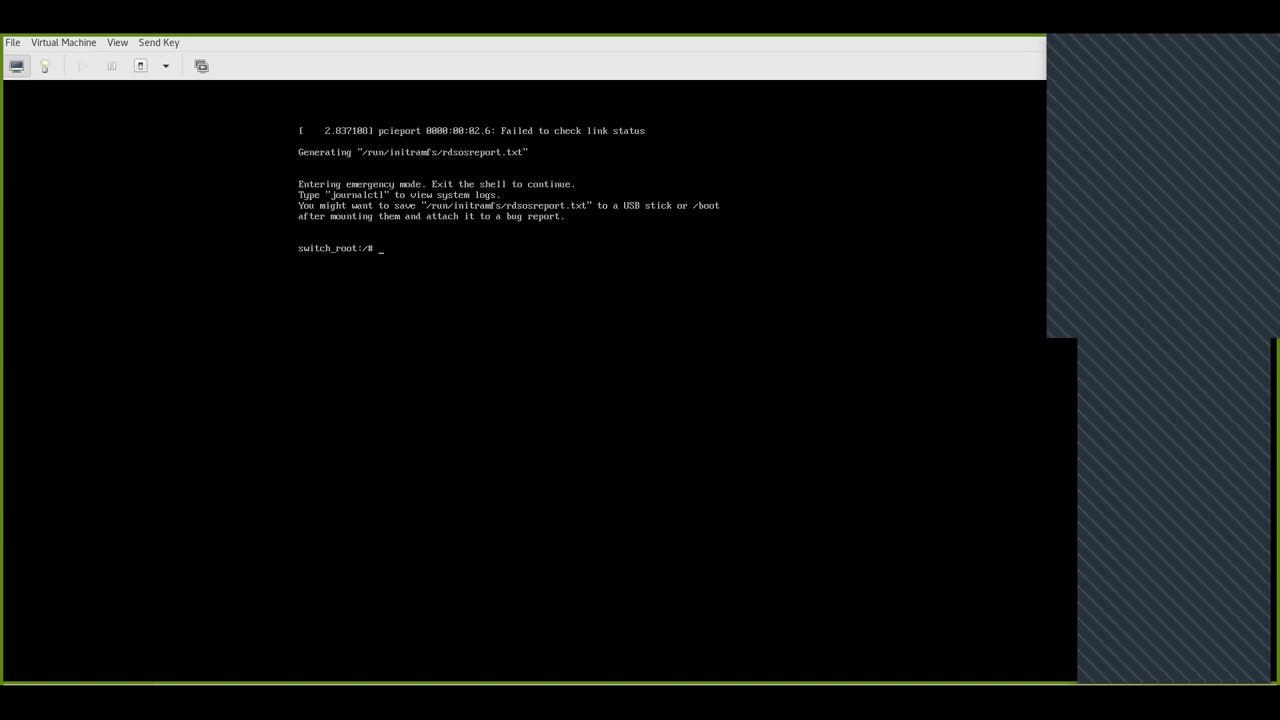 File Virtual Machine View Send Key
[    2.837108] pcieport 0000:00:02.6: Failed to check link status
Generating "/run/initramfs/rdsosreport.txt"
Entering emergency mode. Exit the shell to continue.
Type "journalctl" to view system logs.
You might want to save "/run/initramfs/rdsosreport.txt" to a USB stick or /boot
after mounting them and attach it to a bug report.
switch_root:/# _